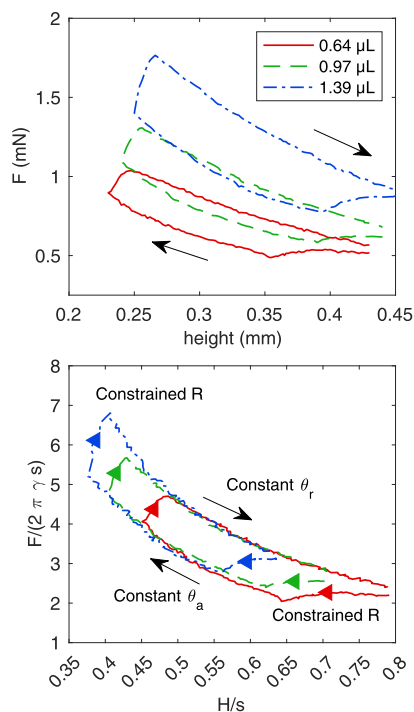 2
1.5
1
0.5
F (mN)
0.64 µL
0.97 µL
1.39 µL
0.2 0.25 0.3 0.35 0.4 0.45
height (mm)
8
7
6
5
4
3
2
1
F/(2 π γ s)
Constrained R
Constant θr
Constant θa
Constrained R
0.35 0.4 0.45 0.5 0.55 0.6 0.65 0.7 0.75 0.8
H/s